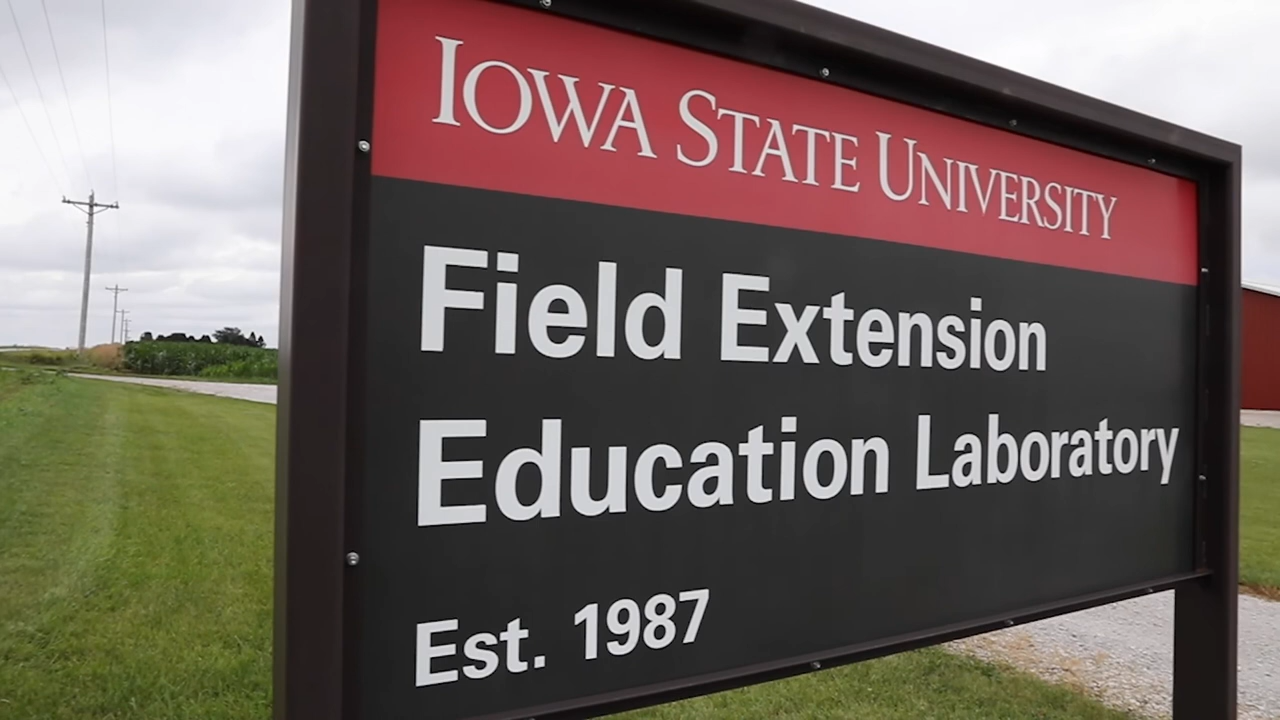 IOWA STATE UNIVERSITY
Field Extension
Education Laboratory
Est. 1987